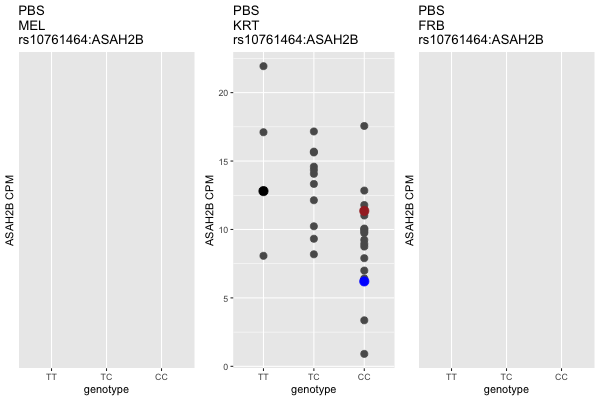 PBS
MEL
rs10761464:ASAH2B
ASAH2B CPM
TT
TC
CC
genotype
PBS
KRT
rs10761464:ASAH2B
ASAH2B CPM
20
15
10
5
0
TT
TC
CC
genotype
PBS
FRB
rs10761464:ASAH2B
ASAH2B CPM
TT
TC
CC
genotype